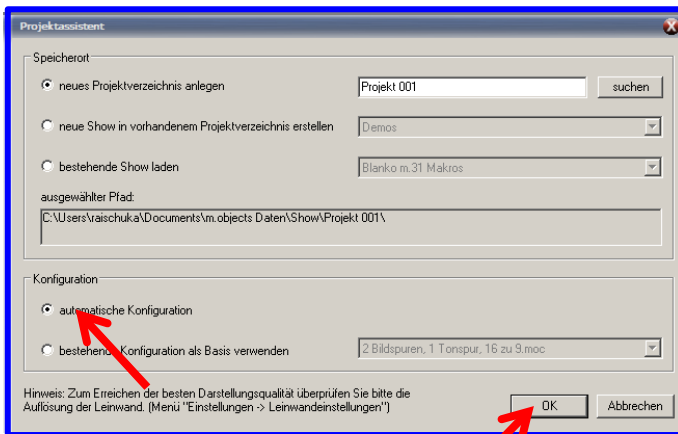 Projektassistent
Speicherort
neues Projektverzeichnis anlegen
Projekt 001
suchen
neue Show in vorhandenem Projektverzeichnis erstellen
Demos
bestehende Show laden
Blanko m.31 Makros
ausgewählter Pfad:
C:\Users\raischuka\Documents\m.objects Daten\Show\Projekt 001\
Konfiguration
automatische Konfiguration
bestehende Konfiguration als Basis verwenden
2 Bildspuren, 1 Tonspur, 16 zu 9.moc
Hinweis: Zum Erreichen der besten Darstellungsqualität überprüfen Sie bitte die
Auflösung der Leinwand. (Menü "Einstellungen -> Leinwandeinstellungen")
OK
Abbrechen